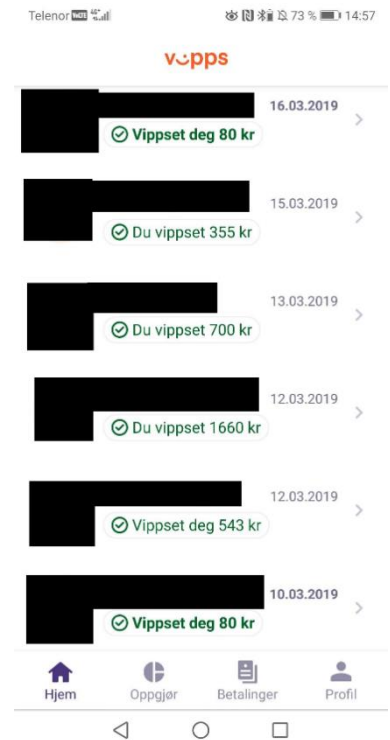 Telenor VoLTE 73 % 14:57
vipps
16.03.2019
Vippset deg 80 kr
15.03.2019
Du vippset 355 kr
13.03.2019
Du vippset 700 kr
12.03.2019
Du vippset 1660 kr
12.03.2019
Vippset deg 543 kr
10.03.2019
Vippset deg 80 kr
Hjem Oppgjør Betalinger Profil